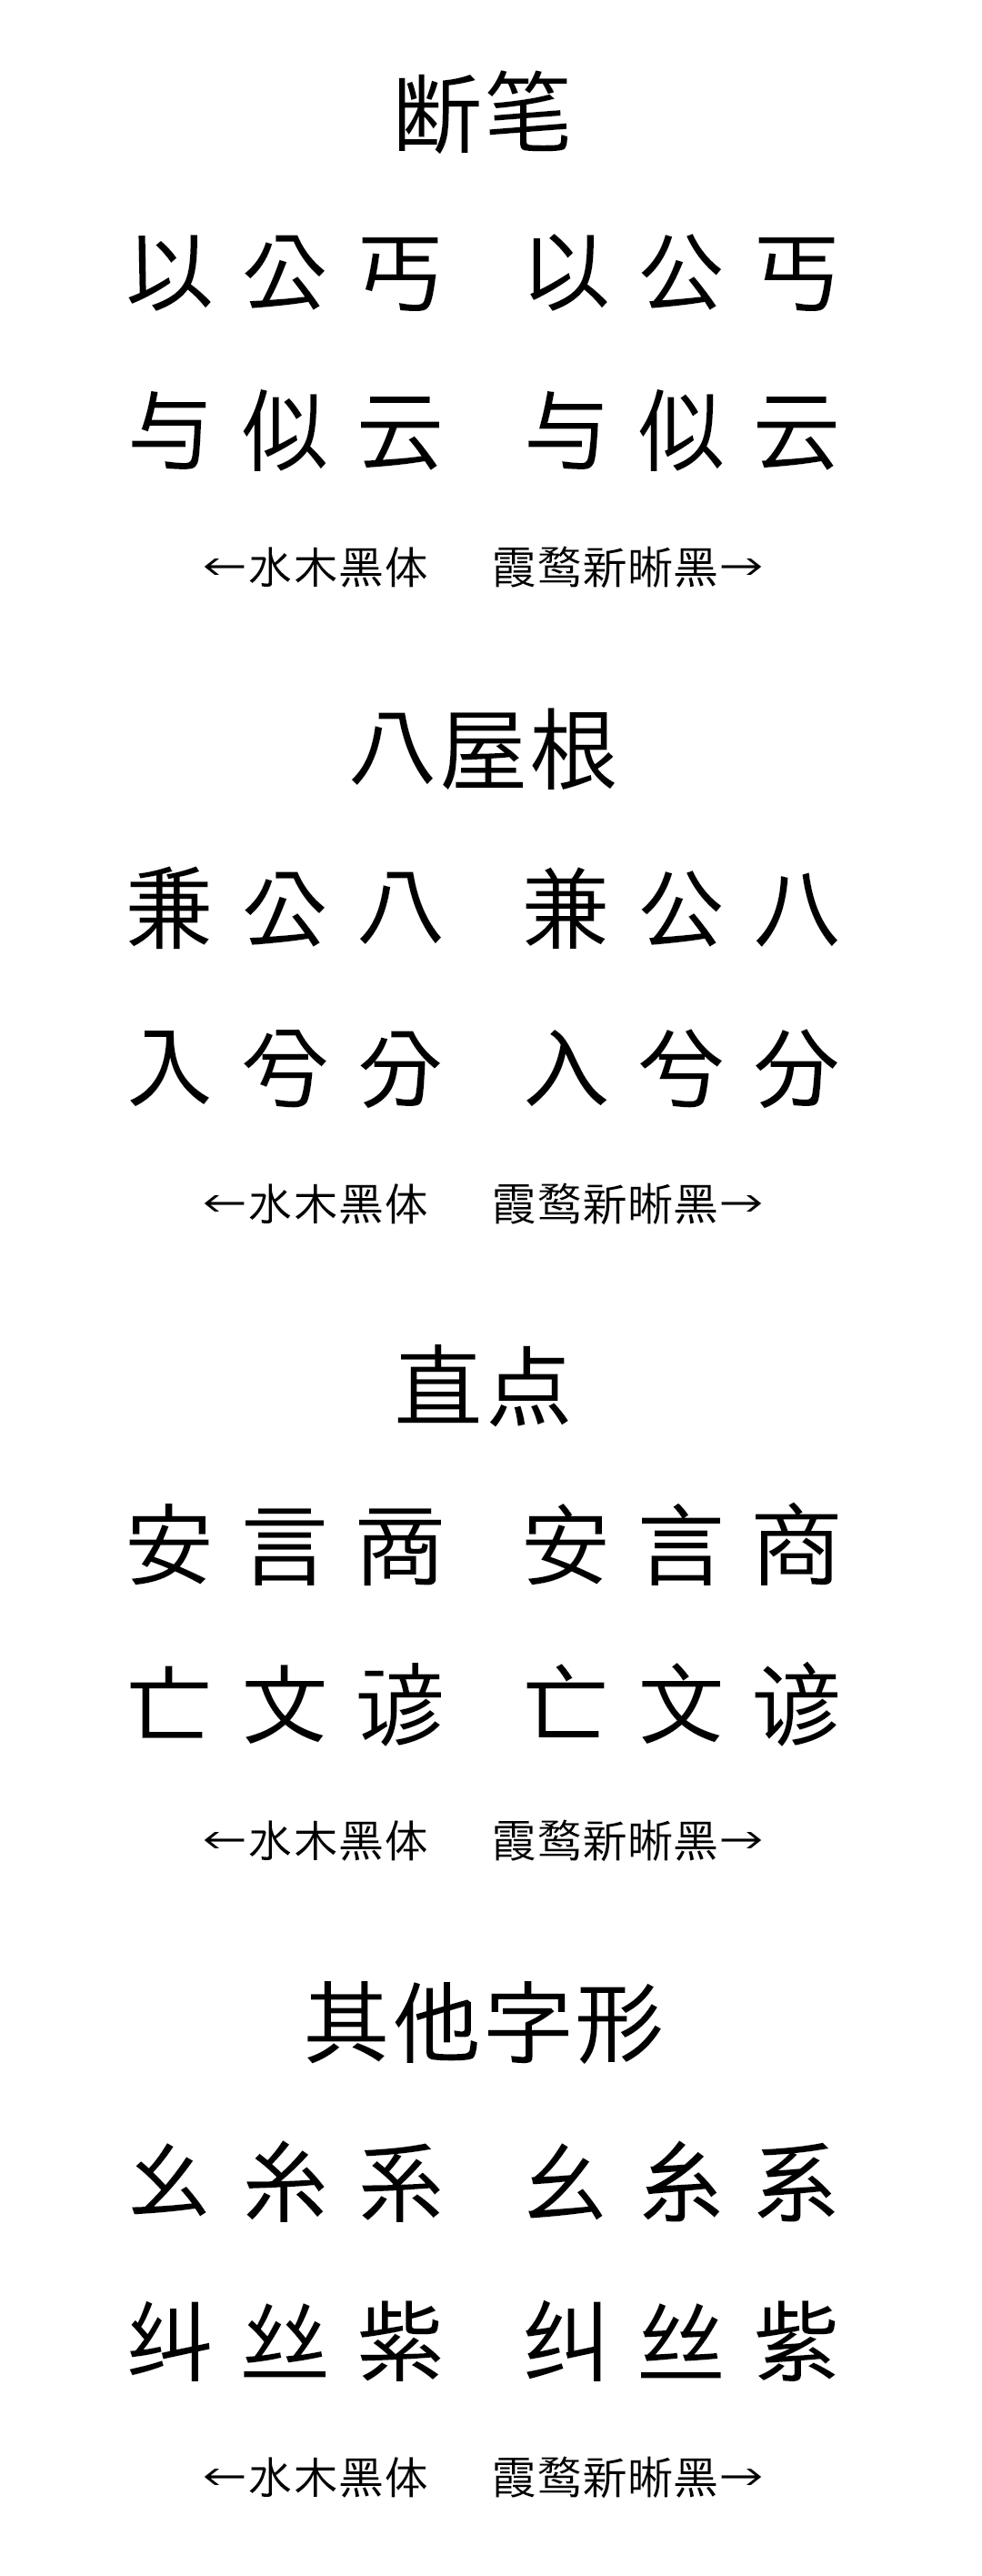 断笔
以 公 丐 以 公 丐
与 似 云 与 似 云
←水木黑体 霞鹜新晰黑→
八屋根
兼 公 八 兼 公 八
入 兮 分 入 兮 分
←水木黑体 霞鹜新晰黑→
直点
安 言 商 安 言 商
亡 文 谚 亡 文 谚
←水木黑体 霞鹜新晰黑→
其他字形
幺 糸 系 幺 糸 系
纠 丝 紫 纠 丝 紫
←水木黑体 霞鹜新晰黑→